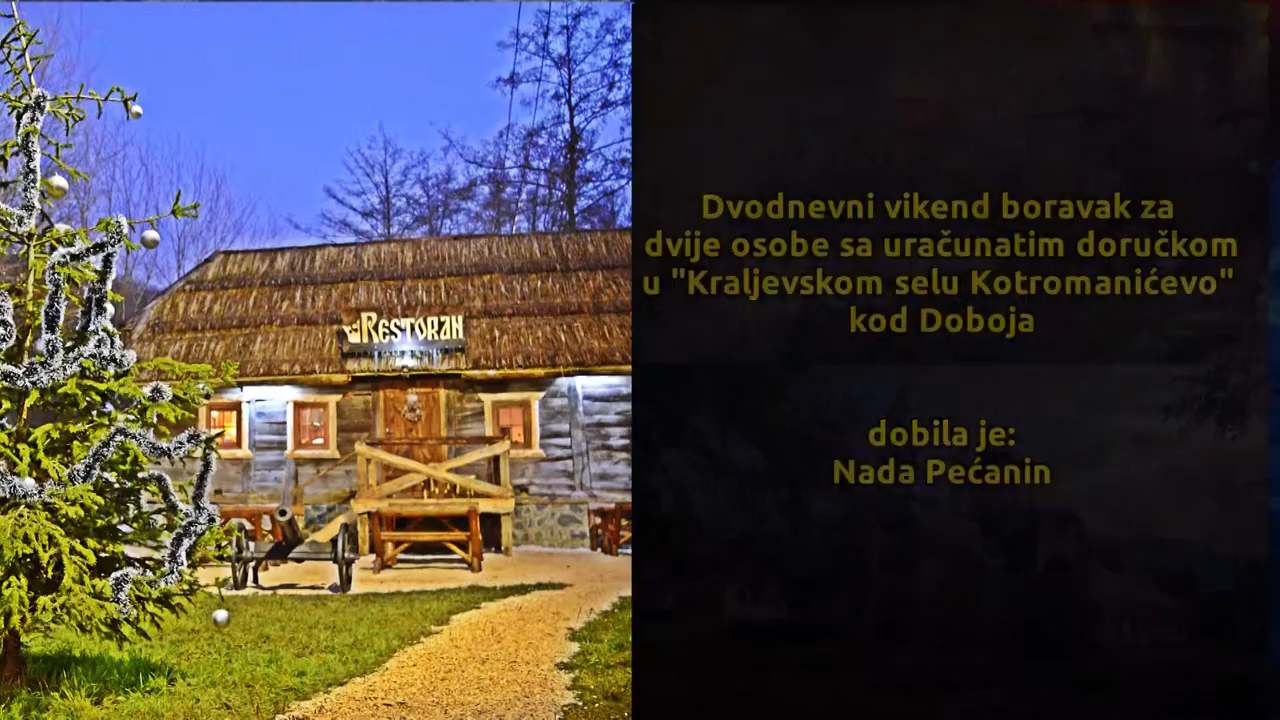 RESTORAN
Dvodnevni vikend boravak za
dvije osobe sa uračunatim doručkom
u "Kraljevskom selu Kotromanićevo"
kod Doboja
dobila je:
Nada Pećanin